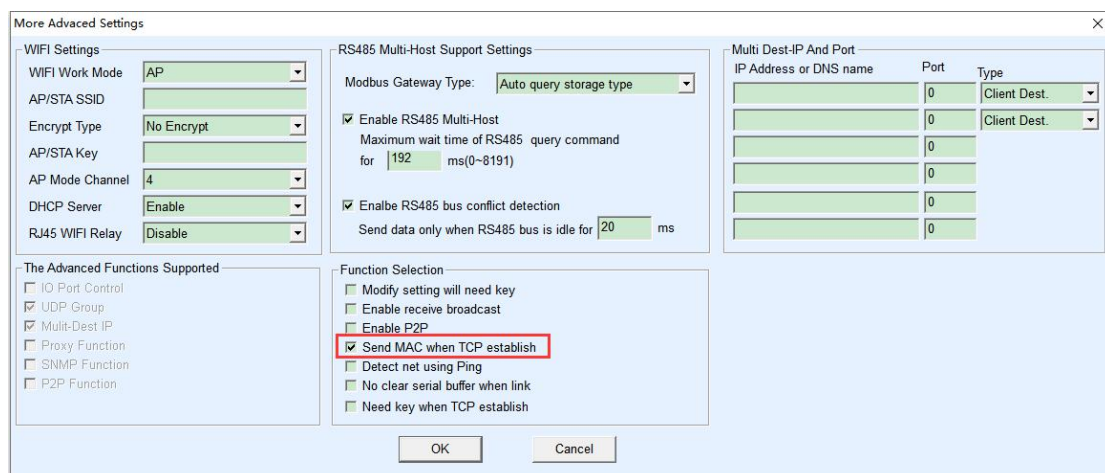 More Advaced Settings
WIFI Settings
WIFI Work Mode AP
AP/STA SSID
Encrypt Type No Encrypt
AP/STA Key
AP Mode Channel 4
DHCP Server Enable
RJ45 WIFI Relay Disable
RS485 Multi-Host Support Settings
Modbus Gateway Type: Auto query storage type
Enable RS485 Multi-Host
Maximum wait time of RS485 query command
for 192 ms(0~8191)
Enalbe RS485 bus conflict detection
Send data only when RS485 bus is idle for 20 ms
Multi Dest-IP And Port
IP Address or DNS name Port Type
0 Client Dest.
0 Client Dest.
0
0
0
0
The Advanced Functions Supported
IO Port Control
UDP Group
Mulit-Dest IP
Proxy Function
SNMP Function
P2P Function
Function Selection
Modify setting will need key
Enable receive broadcast
Enable P2P
Send MAC when TCP establish
Detect net using Ping
No clear serial buffer when link
Need key when TCP establish
OK Cancel